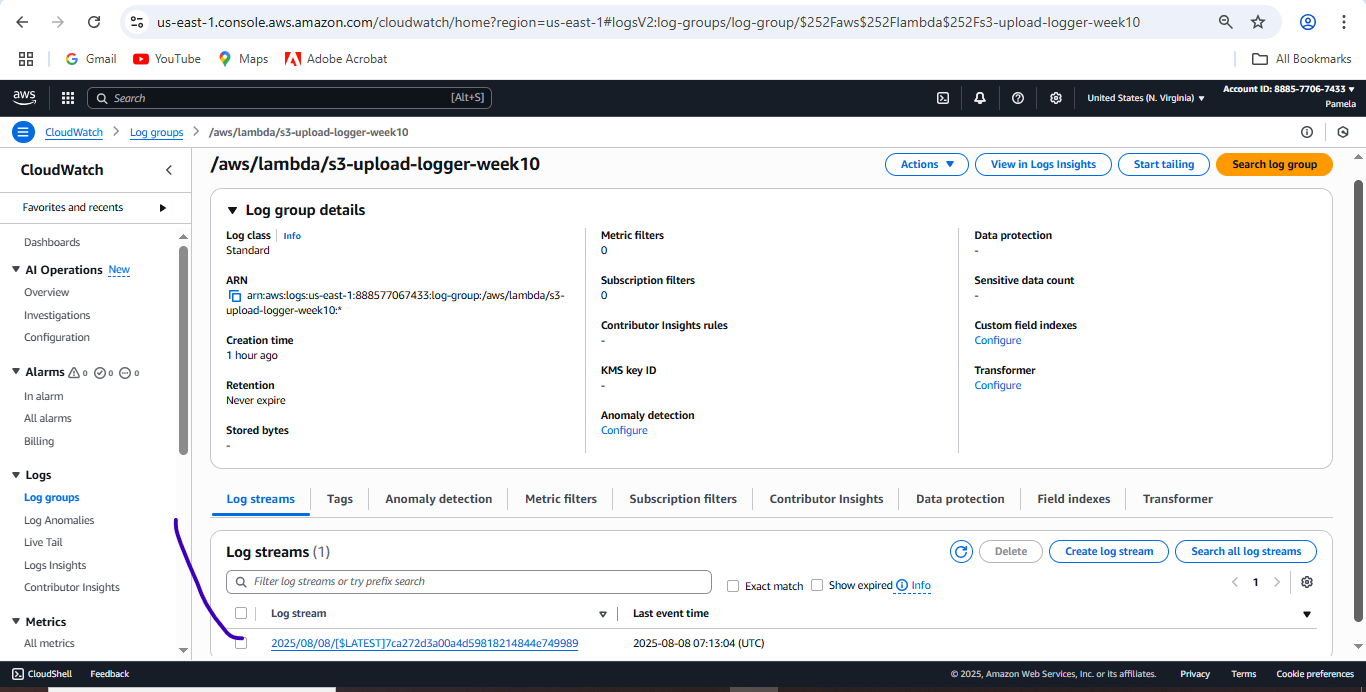 us-east-1.console.aws.amazon.com/cloudwatch/home?region=us-east-1#logsV2:log-groups/log-group/$252Faws$252Flambda$252Fs3-upload-logger-week10
Gmail YouTube Maps Adobe Acrobat All Bookmarks
aws Search [Alt+S] United States (N. Virginia) Account ID: 8885-7706-7433
Pamela
CloudWatch Log groups /aws/lambda/s3-upload-logger-week10
CloudWatch
Favorites and recents
Dashboards
AI Operations New
Overview
Investigations
Configuration
Alarms 0 0 0
In alarm
All alarms
Billing
Logs
Log groups
Log Anomalies
Live Tail
Logs Insights
Contributor Insights
Metrics
All metrics
/aws/lambda/s3-upload-logger-week10
Actions View in Logs Insights Start tailing Search log group
Log group details
Log class Info
Standard
ARN
arn:aws:logs:us-east-1:888577067433:log-group:/aws/lambda/s3-
upload-logger-week10:*
Creation time
1 hour ago
Retention
Never expire
Stored bytes
-
Metric filters
0
Subscription filters
0
Contributor Insights rules
-
KMS key ID
-
Anomaly detection
Configure
Data protection
-
Sensitive data count
-
Custom field indexes
Configure
Transformer
Configure
Log streams Tags Anomaly detection Metric filters Subscription filters Contributor Insights Data protection Field indexes Transformer
Log streams (1)
Delete Create log stream Search all log streams
Filter log streams or try prefix search Exact match Show expired Info 1
Log stream Last event time
2025/08/08/[$LATEST]7ca272d3a00a4d59818214844e749989 2025-08-08 07:13:04 (UTC)
CloudShell Feedback © 2025, Amazon Web Services, Inc. or its affiliates. Privacy Terms Cookie preferences